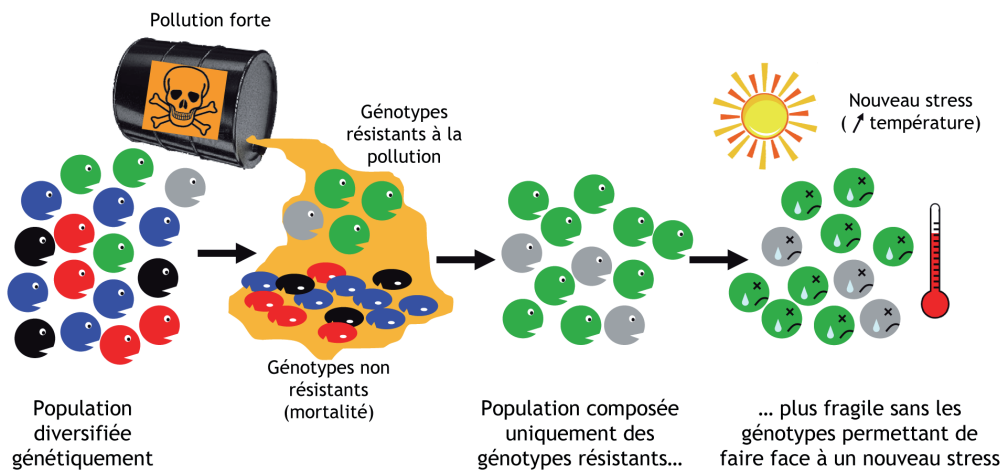 Pollution forte
Génotypes
résistants à la
pollution
Nouveau stress
(↗ température)
Génotypes non
résistants
(mortalité)
Population
diversifiée
génétiquement
Population composée
uniquement des
génotypes résistants...
... plus fragile sans les
génotypes permettant de
faire face à un nouveau stress